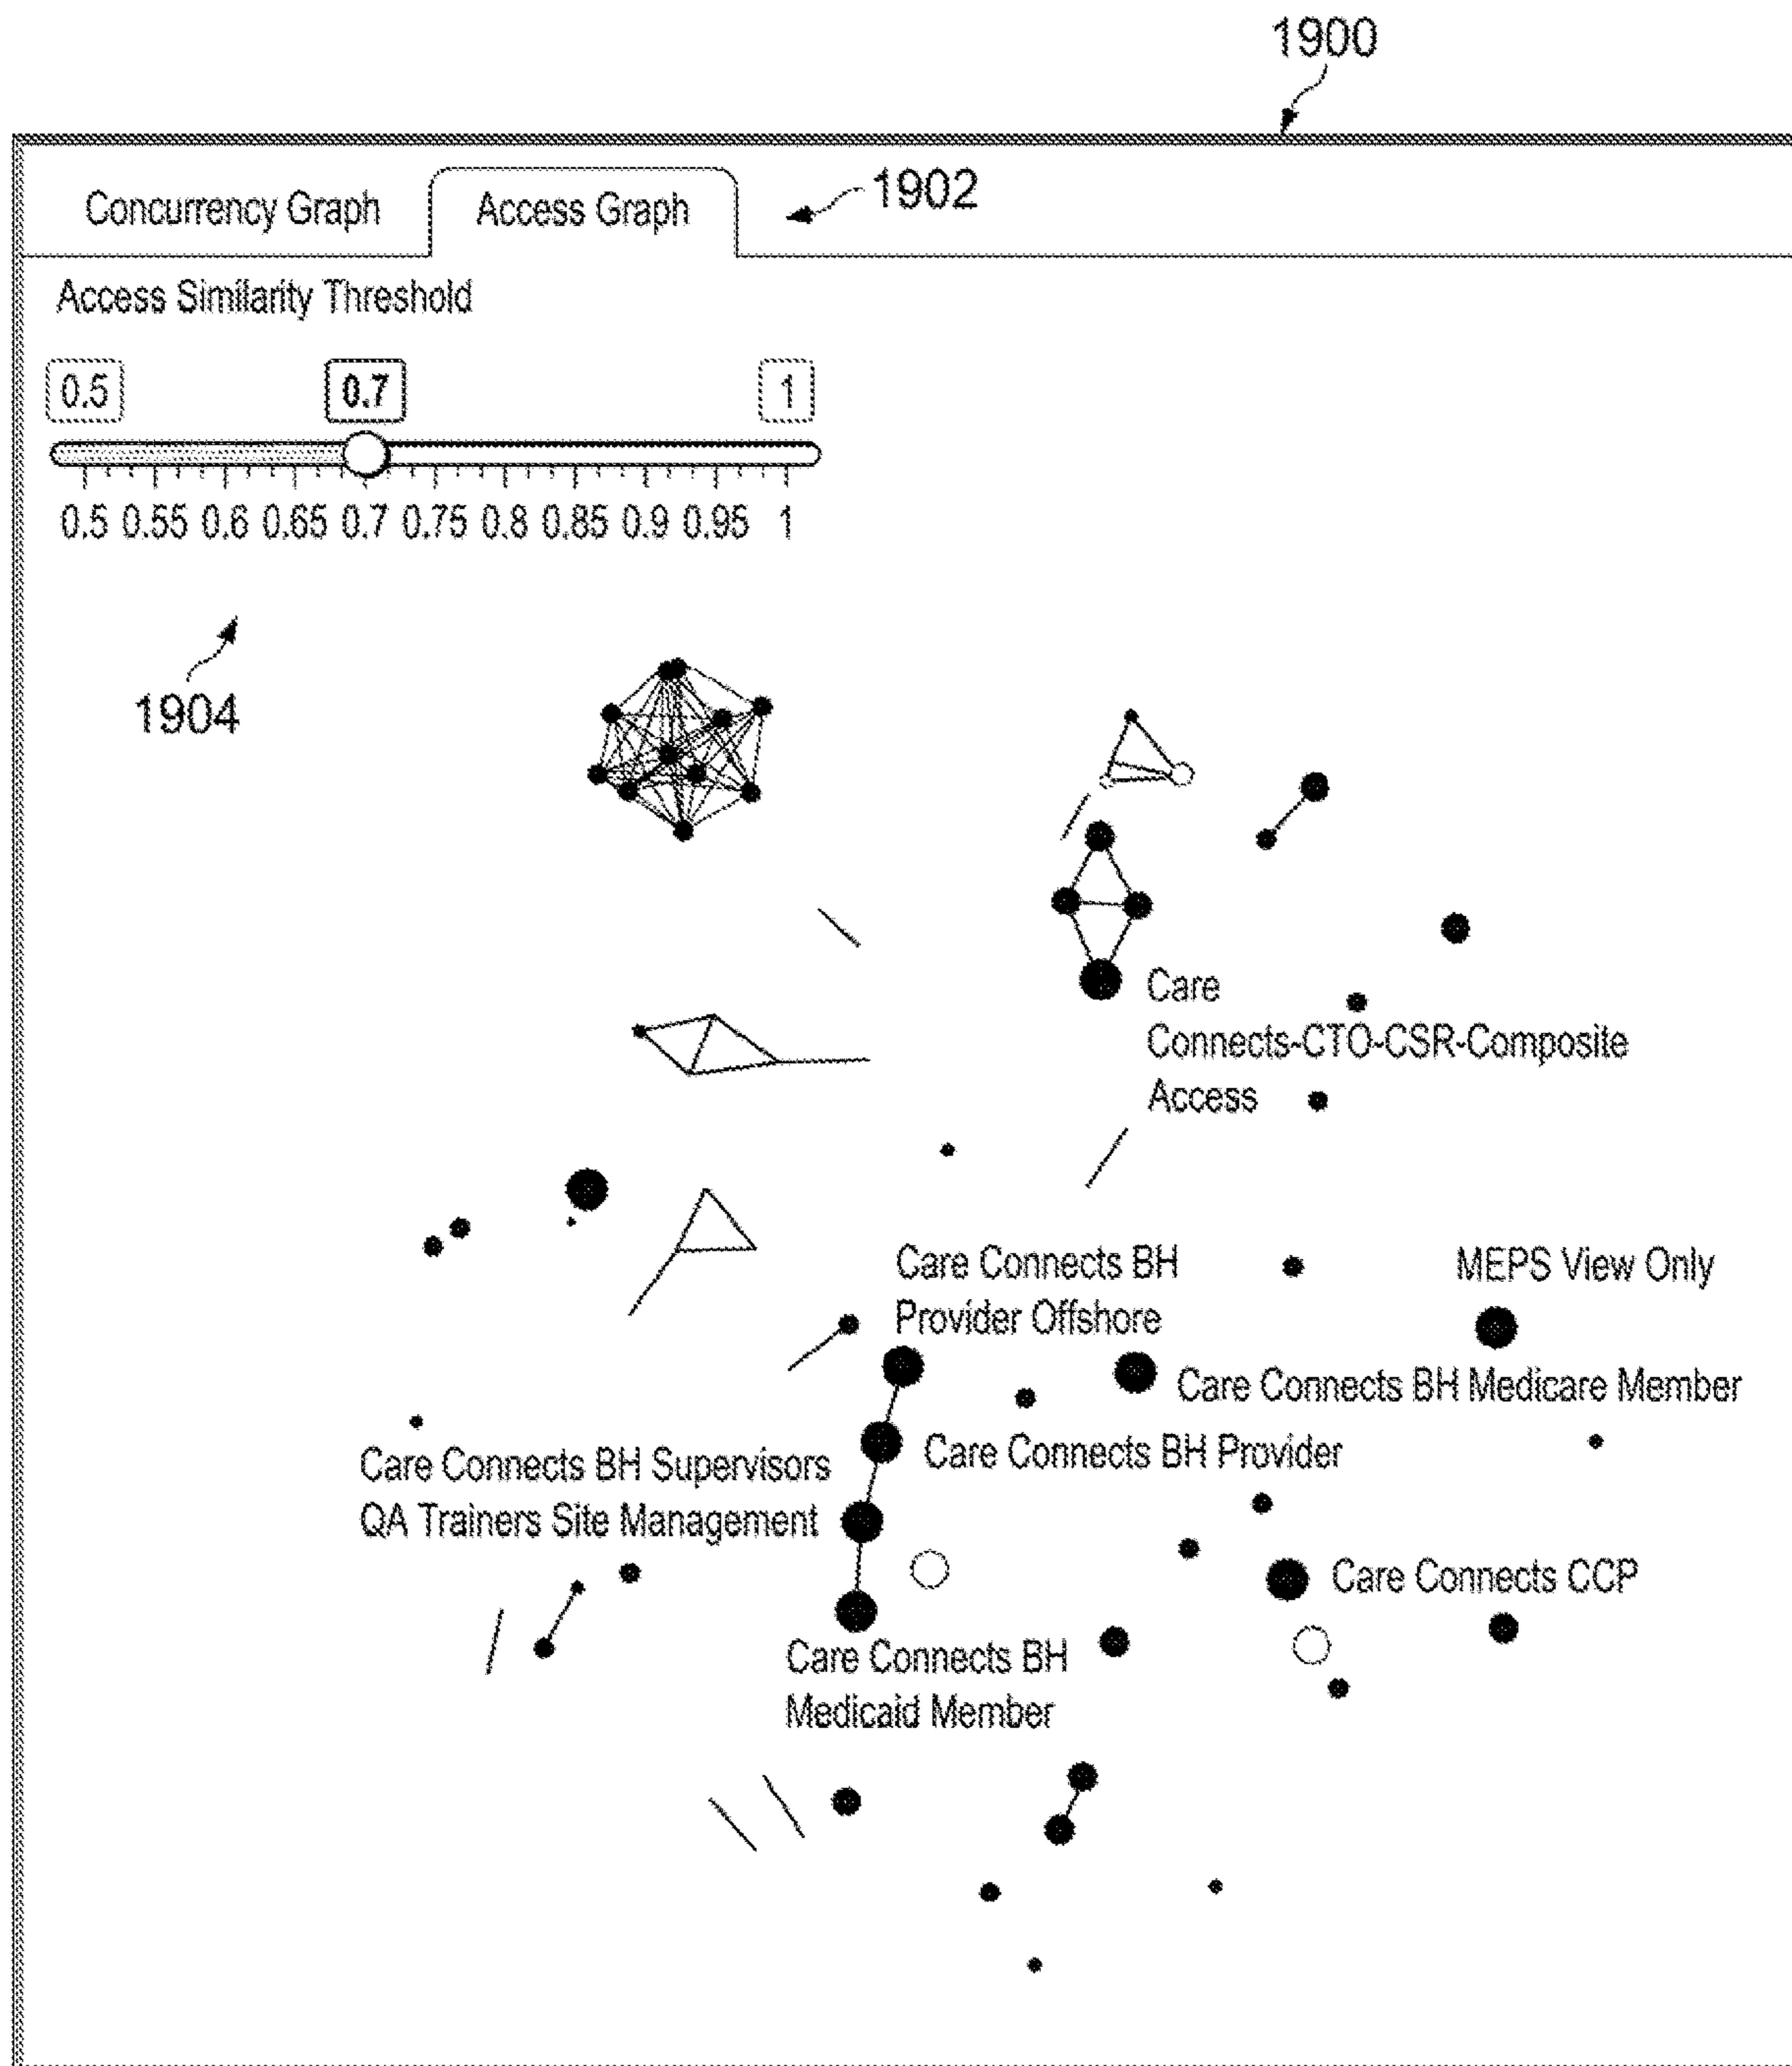 1900
Concurrency Graph
Access Graph
1902
Access Similarity Threshold
0.5
0.7
1
0.5 0.55 0.6 0.65 0.7 0.75 0.8 0.85 0.9 0.95 1
1904
Care
Connects-CTO-CSR-Composite
Access
Care Connects BH
Provider Offshore
MEPS View Only
Care Connects BH Medicare Member
Care Connects BH Provider
Care Connects BH Supervisors
QA Trainers Site Management
Care Connects CCP
Care Connects BH
Medicaid Member